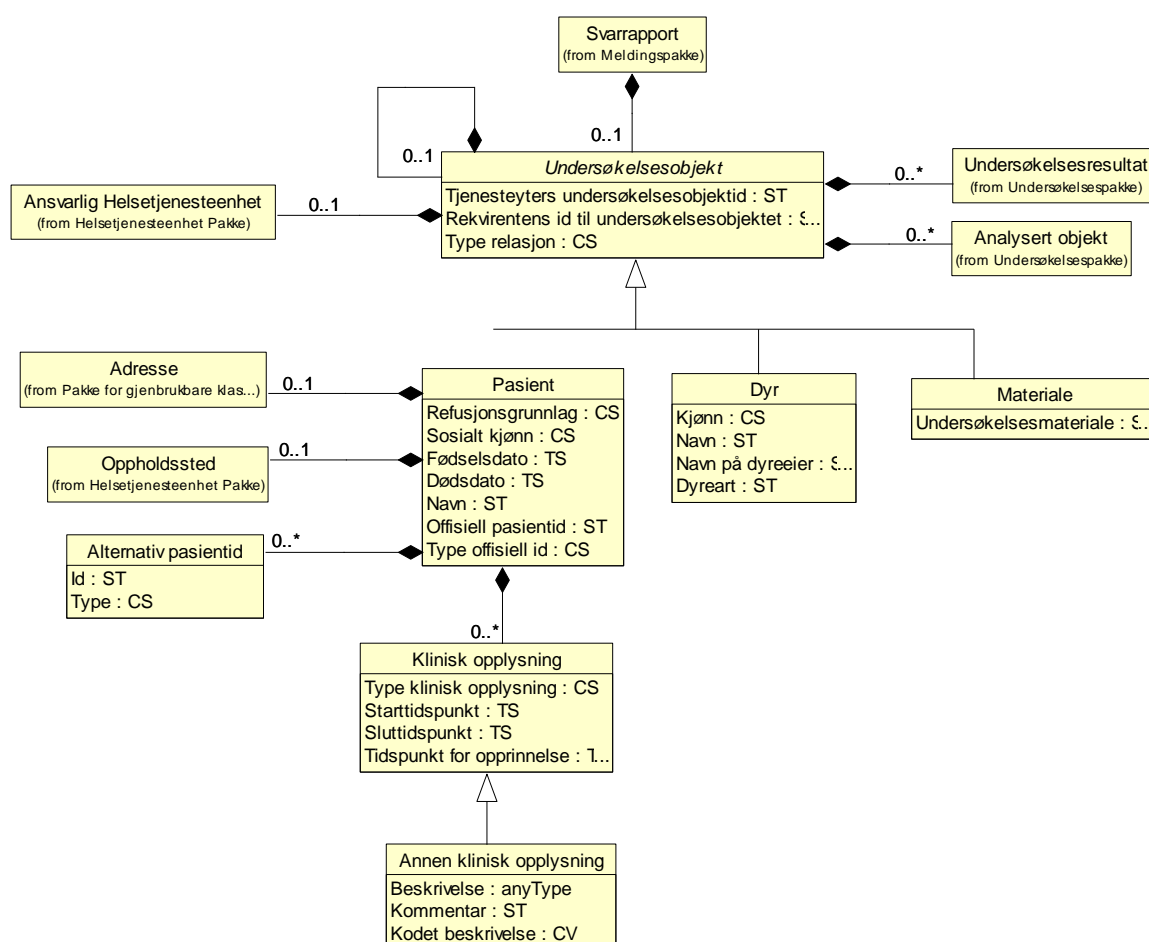 Svarrapport
(from Meldingspakke)
0..1
0..1
Undersøkelsesobjekt
Tjenesteyters undersøkelsesobjektid : ST
Rekvirentens id til undersøkelsesobjektet : S...
Type relasjon : CS
Ansvarlig Helsetjenesteenhet
(from Helsetjenesteenhet Pakke)
0..1
0..*
Undersøkelsesresultat
(from Undersøkelsespakke)
0..*
Analysert objekt
(from Undersøkelsespakke)
Adresse
(from Pakke for gjenbrukbare klas...)
0..1
Oppholdssted
(from Helsetjenesteenhet Pakke)
0..1
Alternativ pasientid
Id : ST
Type : CS
0..*
Pasient
Refusjonsgrunnlag : CS
Sosialt kjønn : CS
Fødselsdato : TS
Dødsdato : TS
Navn : ST
Offisiell pasientid : ST
Type offisiell id : CS
Dyr
Kjønn : CS
Navn : ST
Navn på dyreeier : S...
Dyreart : ST
Materiale
Undersøkelsesmateriale : S...
0..*
Klinisk opplysning
Type klinisk opplysning : CS
Starttidspunkt : TS
Sluttidspunkt : TS
Tidspunkt for opprinnelse : T...
Annen klinisk opplysning
Beskrivelse : anyType
Kommentar : ST
Kodet beskrivelse : CV